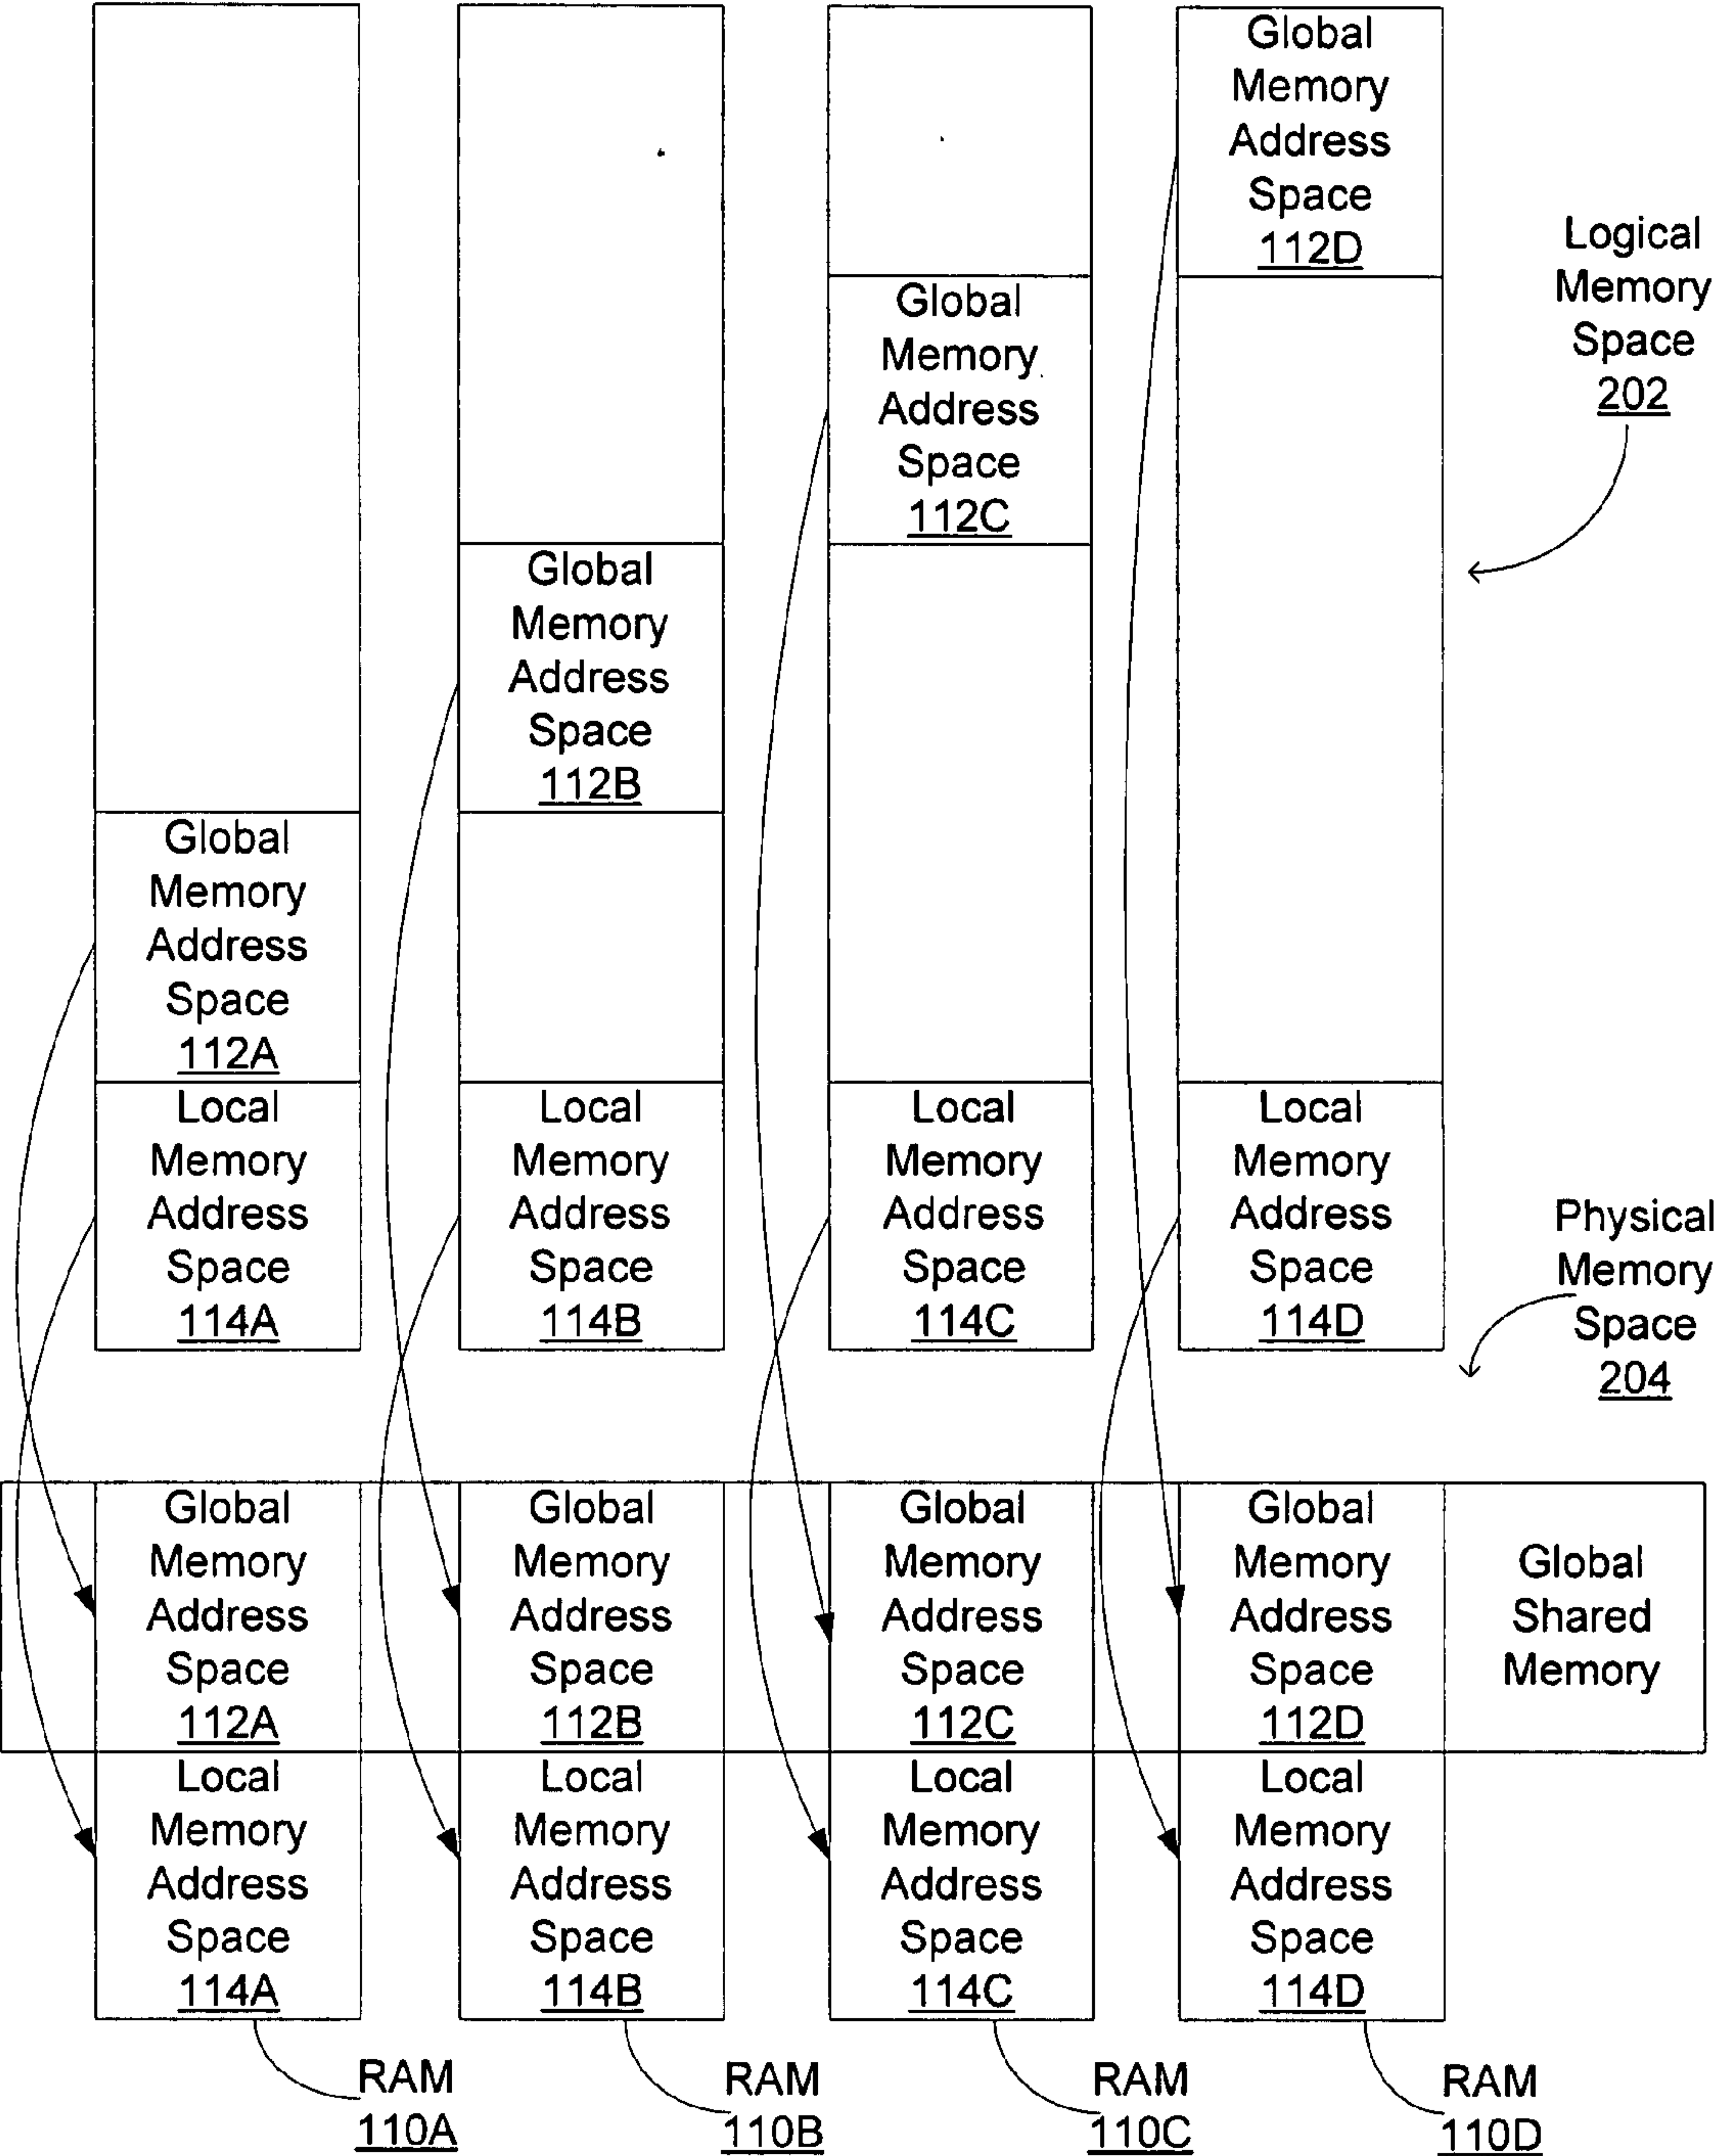 Global
Memory
Address
Space
112D
Logical
Memory
Space
202
Global
Memory
Address
Space
112C
Global
Memory
Address
Space
112B
Global
Memory
Address
Space
112A
Local
Memory
Address
Space
114A
Local
Memory
Address
Space
114B
Local
Memory
Address
Space
114C
Local
Memory
Address
Space
114D
Physical
Memory
Space
204
Global
Memory
Address
Space
112A
Global
Memory
Address
Space
112B
Global
Memory
Address
Space
112C
Global
Memory
Address
Space
112D
Global
Shared
Memory
Local
Memory
Address
Space
114A
Local
Memory
Address
Space
114B
Local
Memory
Address
Space
114C
Local
Memory
Address
Space
114D
RAM
110A
RAM
110B
RAM
110C
RAM
110D